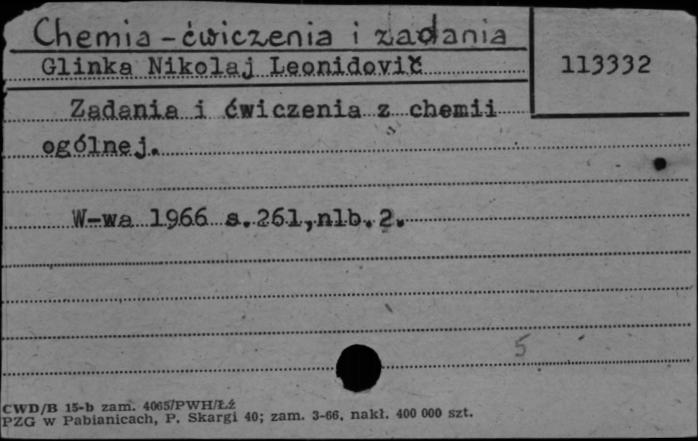 Chemia - ćwiczenia i zadania
Glinka Nikolaj Leonidovič
113332
Zadania i ćwiczenia z chemii
ogólnej.
W-wa 1966 s.261,nlb.2.
5
CWD/B 15-b zam. 4065/PWH/Łź
PZG w Pabianicach, P. Skargi 40; zam. 3-66, nakł. 400 000 szt.